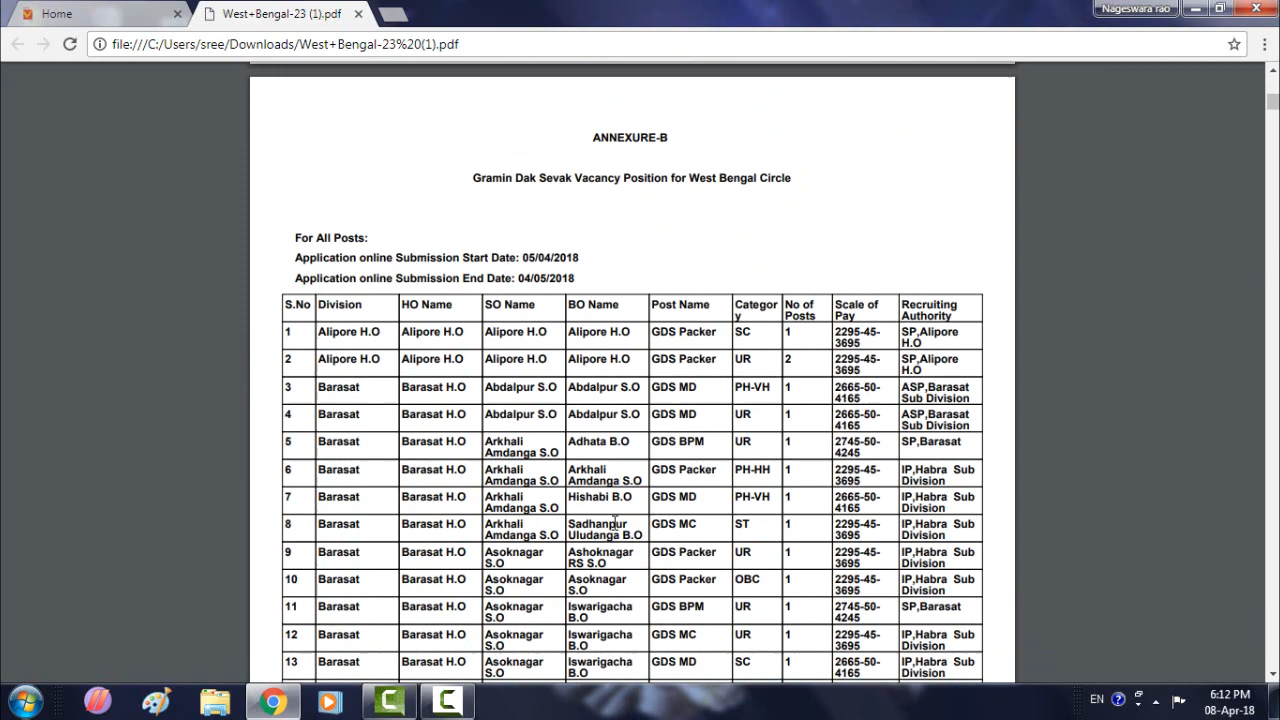 Home
West+Bengal-23 (1).pdf
Nageswara rao
file:///C:/Users/sree/Downloads/West+Bengal-23%20(1).pdf
ANNEXURE-B
Gramin Dak Sevak Vacancy Position for West Bengal Circle
For All Posts:
Application online Submission Start Date: 05/04/2018
Application online Submission End Date: 04/05/2018
S.No Division HO Name SO Name BO Name Post Name Categor No of Scale of Recruiting
y Posts Pay Authority
1 Alipore H.O Alipore H.O Alipore H.O Alipore H.O GDS Packer SC 1 2295-45- SP,Alipore
3695 H.O
2 Alipore H.O Alipore H.O Alipore H.O Alipore H.O GDS Packer UR 2 2295-45- SP,Alipore
3695 H.O
3 Barasat Barasat H.O Abdalpur S.O Abdalpur S.O GDS MD PH-VH 1 2665-50- ASP,Barasat
4165 Sub Division
4 Barasat Barasat H.O Abdalpur S.O Abdalpur S.O GDS MD UR 1 2665-50- ASP,Barasat
4165 Sub Division
5 Barasat Barasat H.O Arkhali Adhata B.O GDS BPM UR 1 2745-50- SP,Barasat
Amdanga S.O 4245
6 Barasat Barasat H.O Arkhali Arkhali GDS Packer PH-HH 1 2295-45- IP,Habra Sub
Amdanga S.O Amdanga S.O 3695 Division
7 Barasat Barasat H.O Arkhali Hishabi B.O GDS MD PH-VH 1 2665-50- IP,Habra Sub
Amdanga S.O 4165 Division
8 Barasat Barasat H.O Arkhali Sadhanpur GDS MC ST 1 2295-45- IP,Habra Sub
Amdanga S.O Uludanga B.O 3695 Division
9 Barasat Barasat H.O Asoknagar Ashoknagar GDS Packer UR 1 2295-45- IP,Habra Sub
S.O RS S.O 3695 Division
10 Barasat Barasat H.O Asoknagar Asoknagar GDS Packer OBC 1 2295-45- IP,Habra Sub
S.O S.O 3695 Division
11 Barasat Barasat H.O Asoknagar Iswarigacha GDS BPM UR 1 2745-50- SP,Barasat
S.O B.O 4245
12 Barasat Barasat H.O Asoknagar Iswarigacha GDS MC UR 1 2295-45- IP,Habra Sub
S.O B.O 3695 Division
13 Barasat Barasat H.O Asoknagar Iswarigacha GDS MD SC 1 2665-50- IP,Habra Sub
S.O B.O 4165 Division
EN 6:12 PM
08-Apr-18